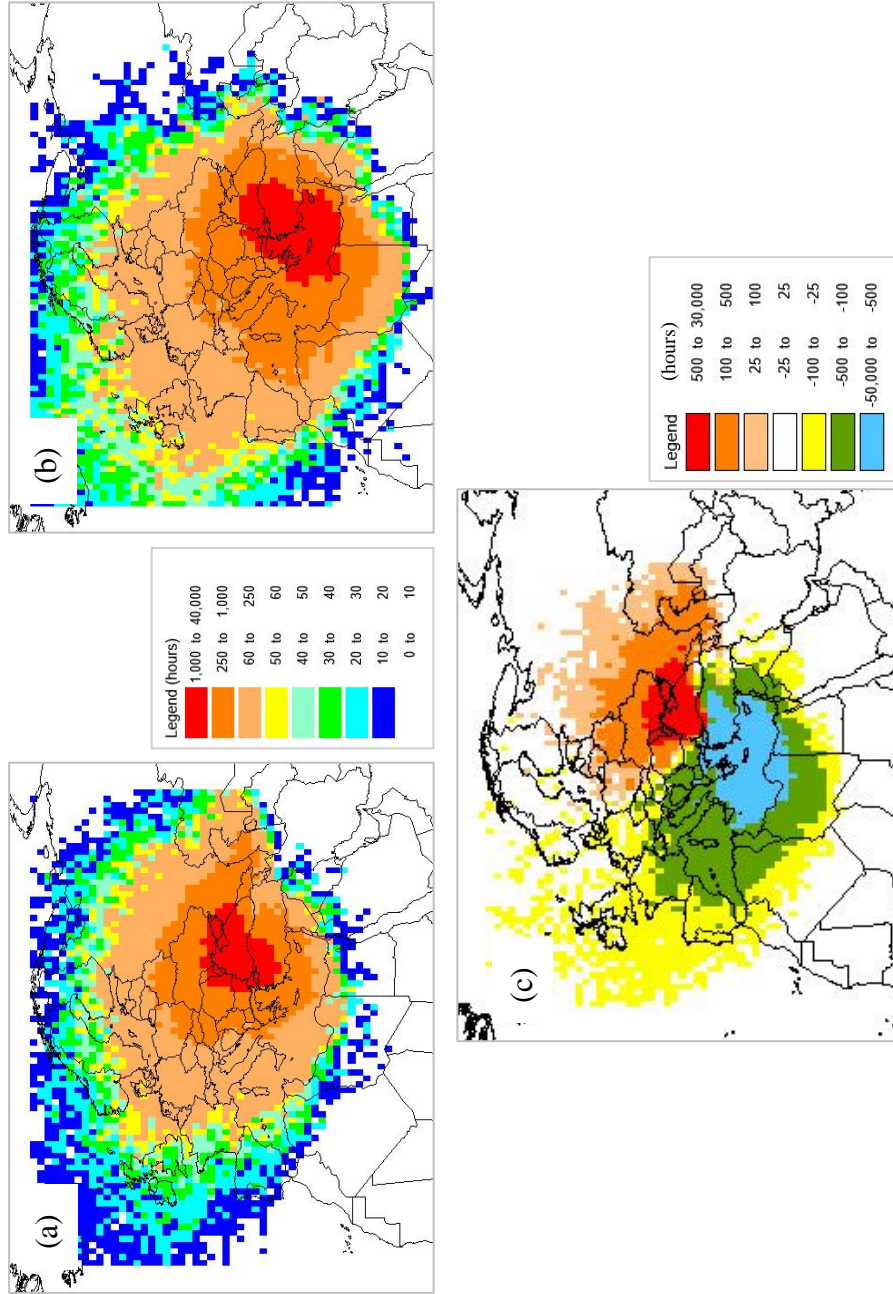 (a)
Legend (hours)
1,000 to 40,000
250 to 1,000
60 to 250
50 to 60
40 to 50
30 to 40
20 to 30
10 to 20
0 to 10
(b)
(c)
Legend (hours)
500 to 30,000
100 to 500
25 to 100
-25 to 25
-100 to -25
-500 to -100
-50,000 to -500